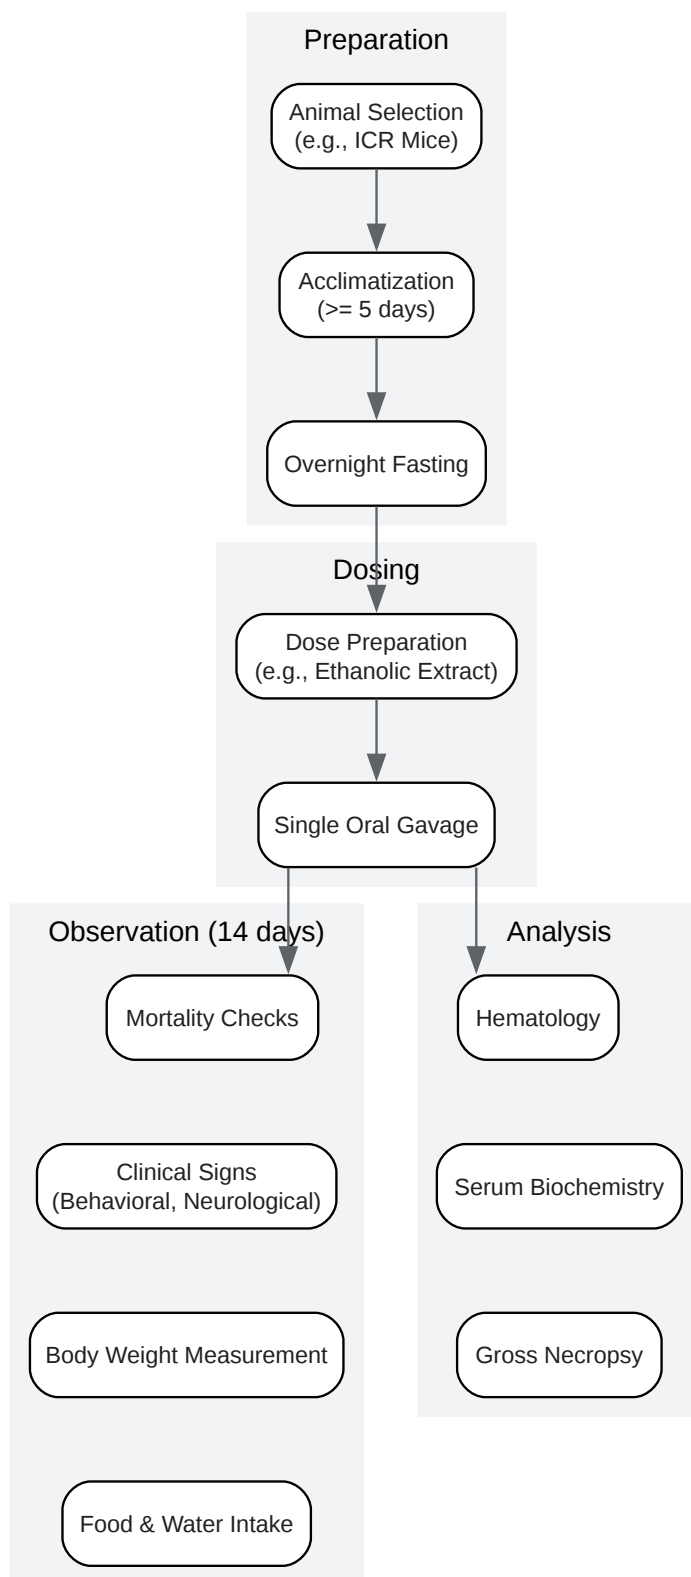 Preparation
Animal Selection
(e.g., ICR Mice)
Acclimatization
(>= 5 days)
Overnight Fasting
Dosing
Dose Preparation
(e.g., Ethanolic Extract)
Single Oral Gavage
Observation (14 days)
Mortality Checks
Clinical Signs
(Behavioral, Neurological)
Body Weight Measurement
Food & Water Intake
Analysis
Hematology
Serum Biochemistry
Gross Necropsy